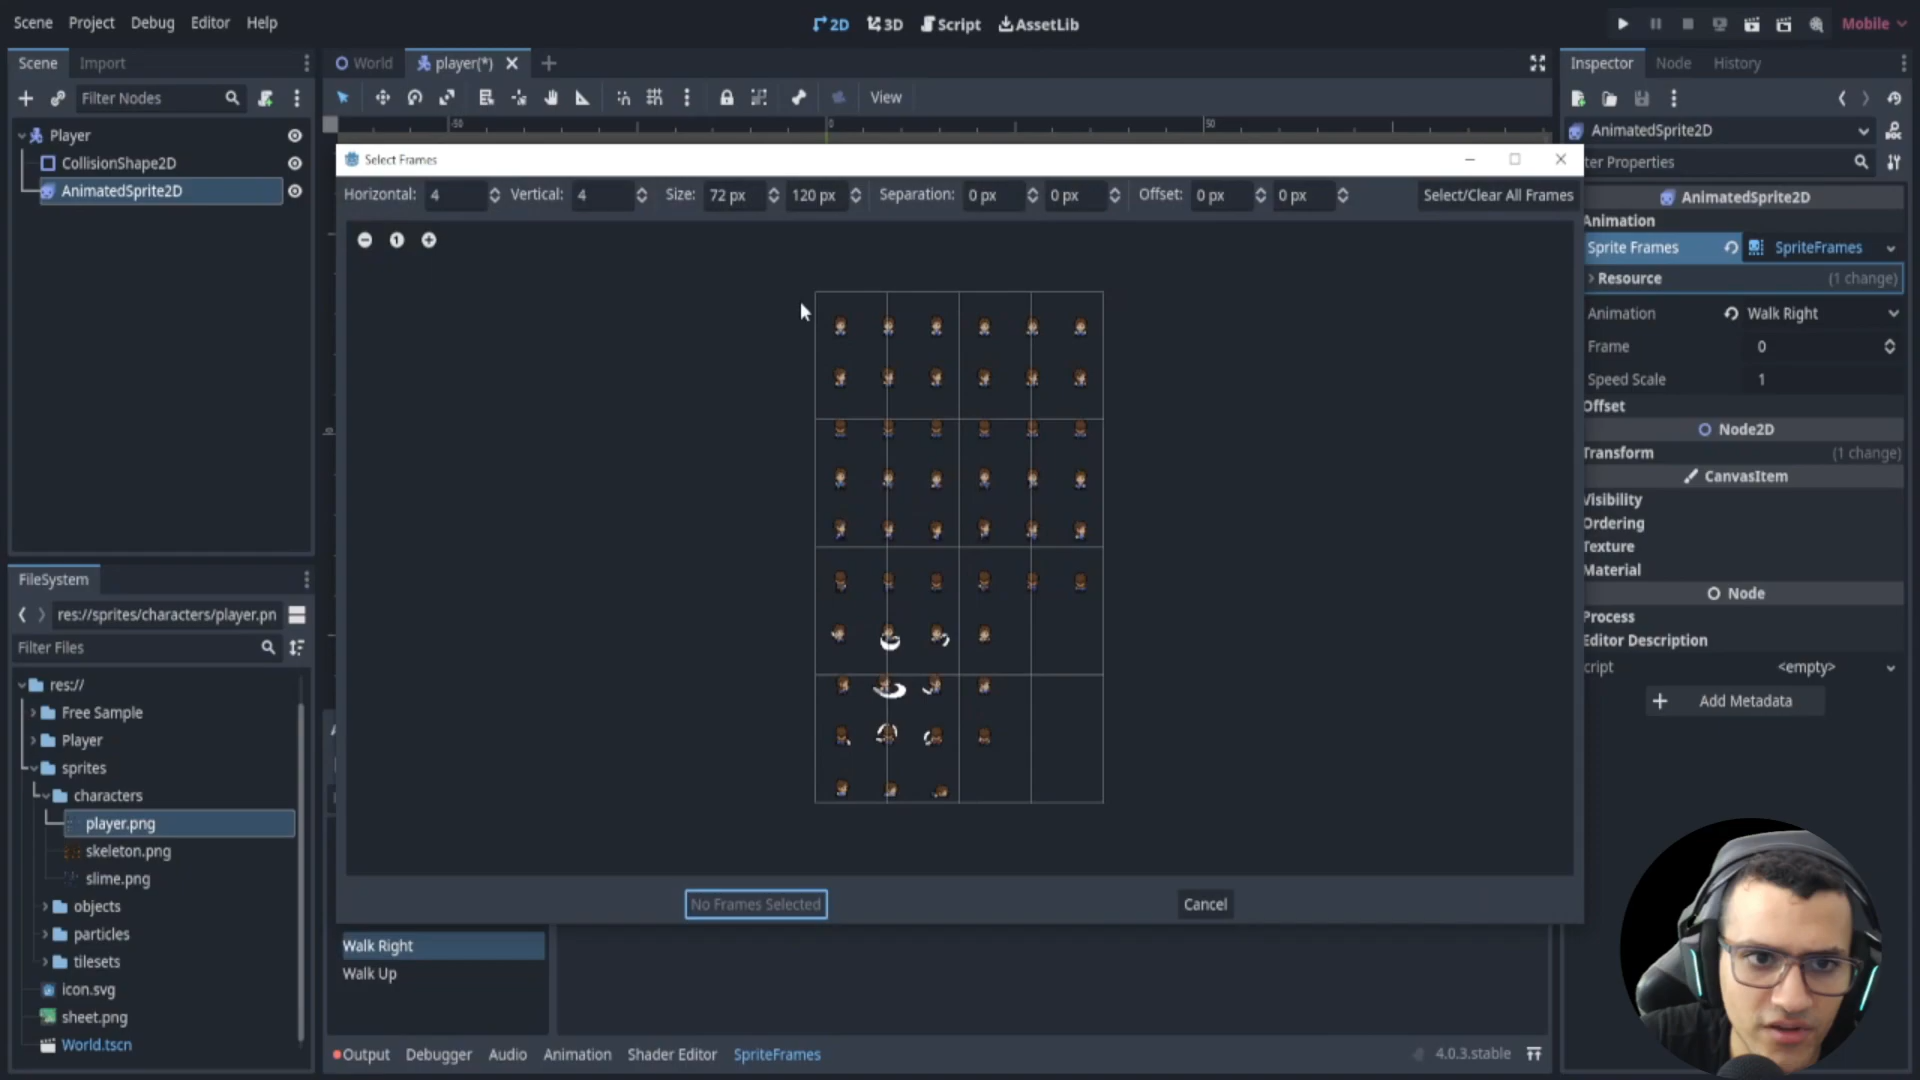 Scene Project Debug Editor Help
2D 3D Script AssetLib
Mobile
Scene Import
World player(*)
Inspector Node History
Filter Nodes
View
AnimatedSprite2D
-50 0 50
Player
CollisionShape2D
AnimatedSprite2D
Select Frames
ter Properties
Horizontal: 4 Vertical: 4 Size: 72 px 120 px Separation: 0 px 0 px Offset: 0 px 0 px Select/Clear All Frames
AnimatedSprite2D
Animation
Sprite Frames SpriteFrames
Resource (1 change)
Animation Walk Right
Frame 0
Speed Scale 1
Offset
Node2D
Transform (1 change)
CanvasItem
Visibility
Ordering
Texture
Material
Node
Process
Editor Description
cript <empty>
Add Metadata
FileSystem
res://sprites/characters/player.pn
Filter Files
res://
Free Sample
Player
sprites
characters
player.png
skeleton.png
slime.png
objects
particles
tilesets
icon.svg
sheet.png
World.tscn
No Frames Selected Cancel
Walk Right
Walk Up
Output Debugger Audio Animation Shader Editor SpriteFrames
4.0.3.stable